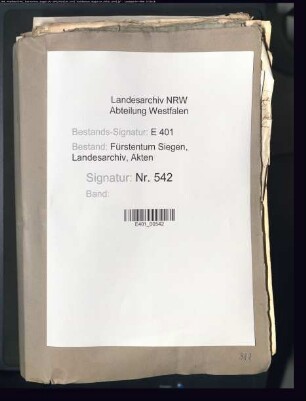 Landesarchiv NRW
Abteilung Westfalen
Bestands-Signatur: E 401
Bestand: Fürstentum Siegen,
Landesarchiv, Akten
Signatur: Nr. 542
Band:
E401_00542